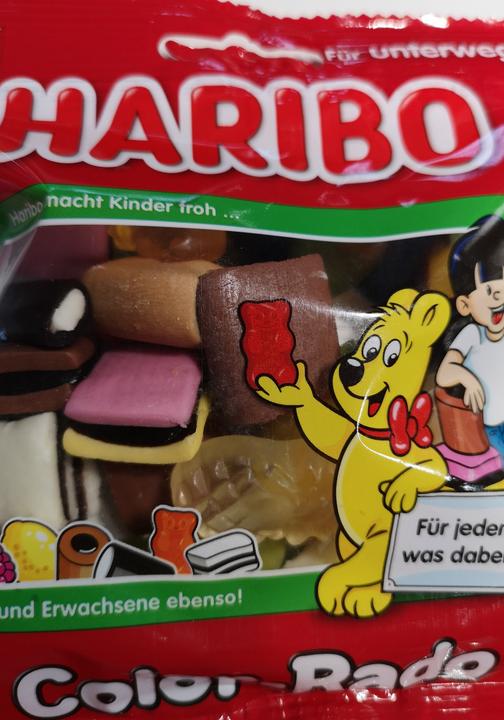 Für unterweg
HARIBO
Haribo macht Kinder froh ...
Für jeden
was dabei
und Erwachsene ebenso!
Color-Rado